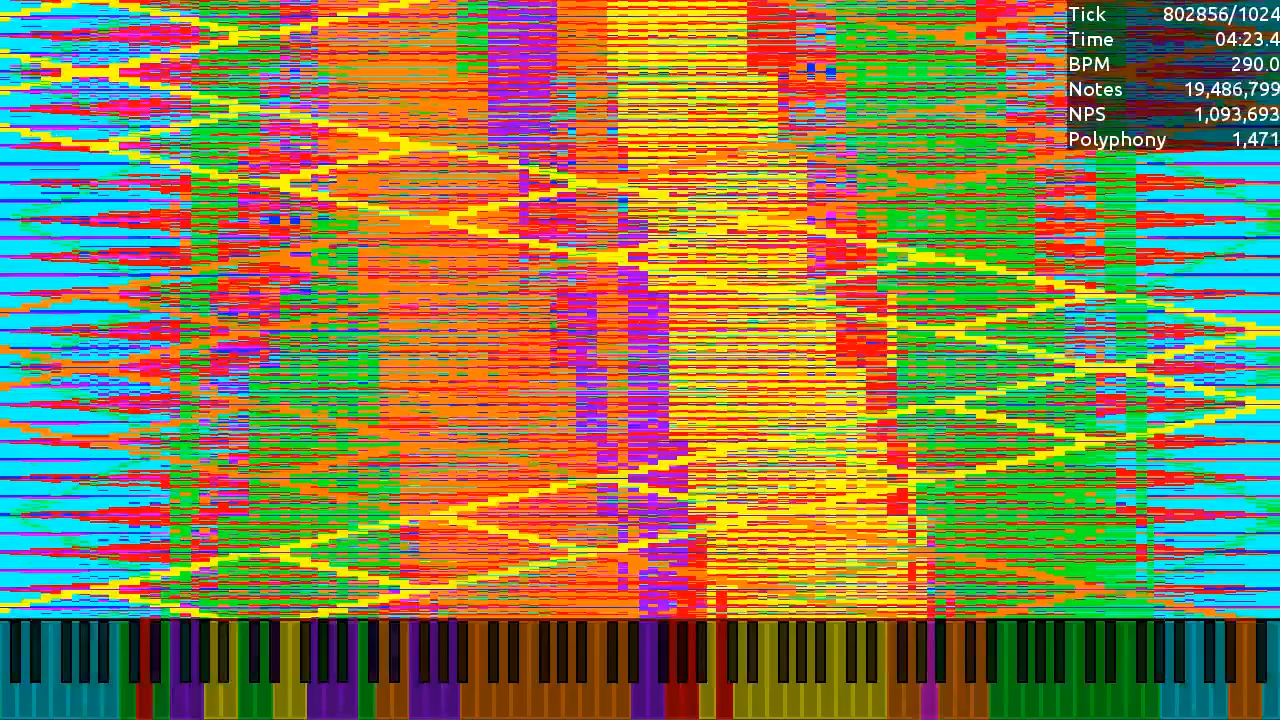 Tick 802856/1024
Time 04:23.4
BPM 290.0
Notes 19,486,799
NPS 1,093,693
Polyphony 1,471